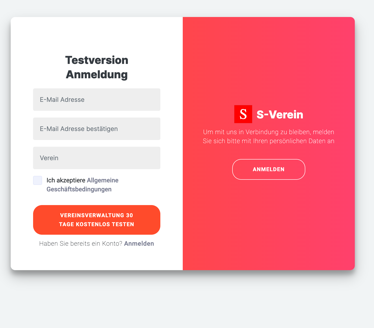 Testversion
Anmeldung
E-Mail Adresse
E-Mail Adresse bestätigen
Verein
Ich akzeptiere Allgemeine
Geschäftsbedingungen
VEREINSVERWALTUNG 30
TAGE KOSTENLOS TESTEN
Haben Sie bereits ein Konto? Anmelden
S S-Verein
Um mit uns in Verbindung zu bleiben, melden
Sie sich bitte mit Ihren persönlichen Daten an
ANMELDEN